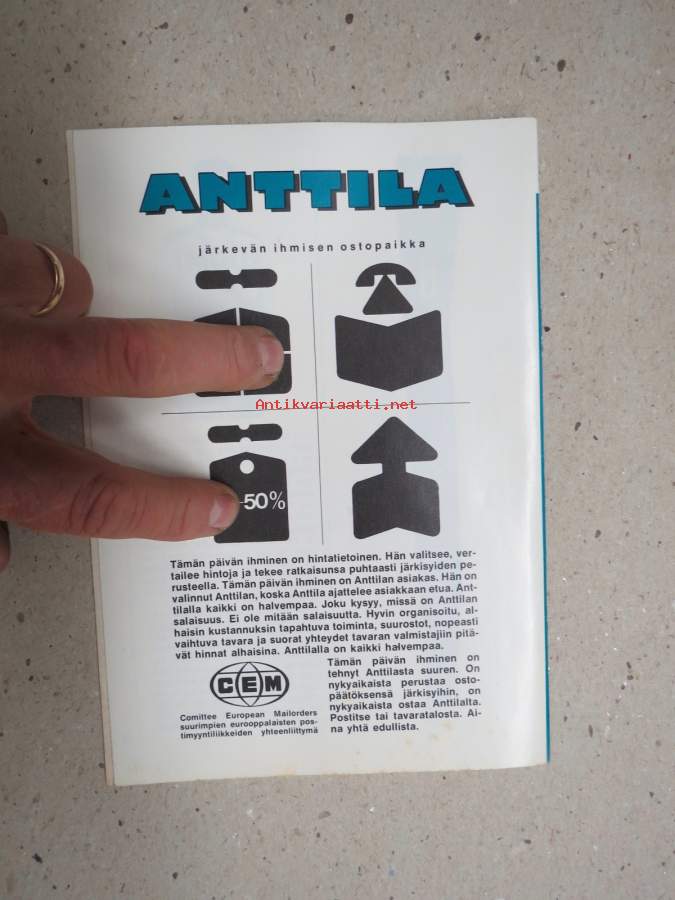 ANTTILA
järkevän ihmisen ostopaikka
Antikvariaatti.net
-50%
Tämän päivän ihminen on hintatietoinen. Hän valitsee, ver-
tailee hintoja ja tekee ratkaisunsa puhtaasti järkisyiden pe-
rusteella. Tämän päivän ihminen on Anttilan asiakas. Hän on
valinnut Anttilan, koska Anttila ajattelee asiakkaan etua. Ant-
tilalla kaikki on halvempaa. Joku kysyy, missä on Anttilan
salaisuus. Ei ole mitään salaisuutta. Hyvin organisoitu, al-
haisin kustannuksin tapahtuva toiminta, suurostot, nopeasti
vaihtuva tavara ja suorat yhteydet tavaran valmistajiin pitä-
vät hinnat alhaisina. Anttilalla on kaikki halvempaa.
CEM
Comittee European Mailorders
suurimpien eurooppalaisten pos-
timyyntiliikkeiden yhteenliittymä
Tämän päivän ihminen on
tehnyt Anttilasta suuren. On
nykyaikaista perustaa osto-
päätöksensä järkisyihin, on
nykyaikaista ostaa Anttilalta.
Postitse tai tavaratalosta. Ai-
na yhtä edullista.